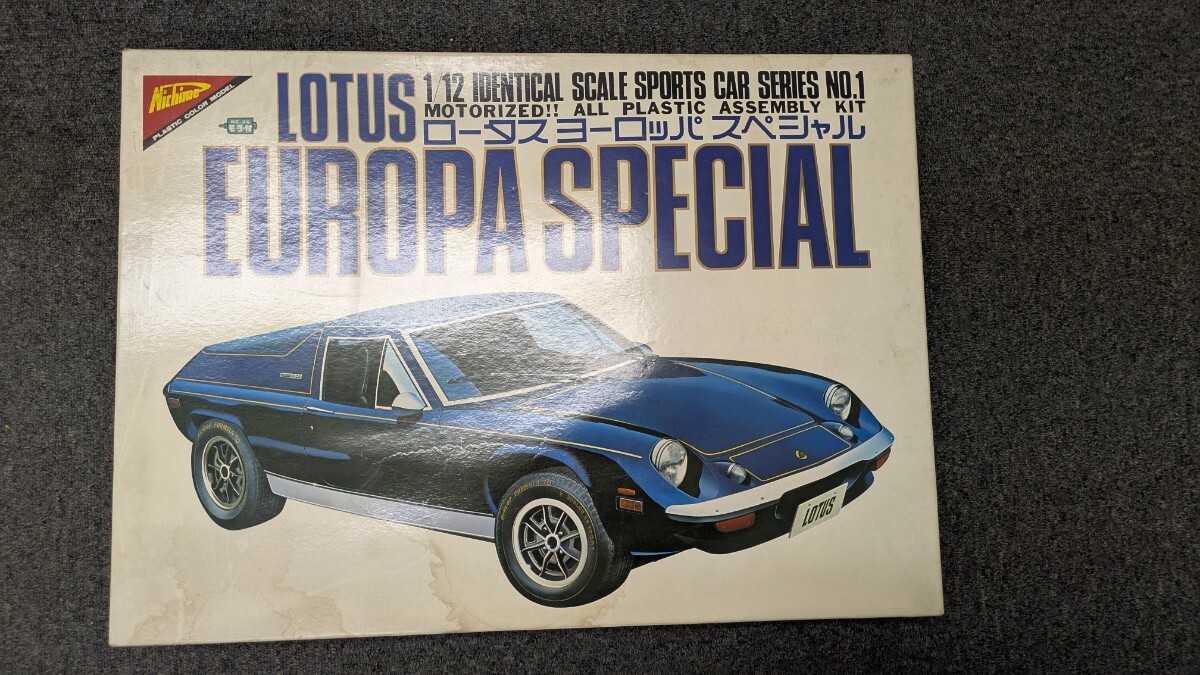 Nichimo
PLASTIC COLOR MODEL
LOTUS
1/12 IDENTICAL SCALE SPORTS CAR SERIES NO.1
MOTORIZED!! ALL PLASTIC ASSEMBLY KIT
ロータス ヨーロッパ スペシャル
EUROPA SPECIAL
LOTUS